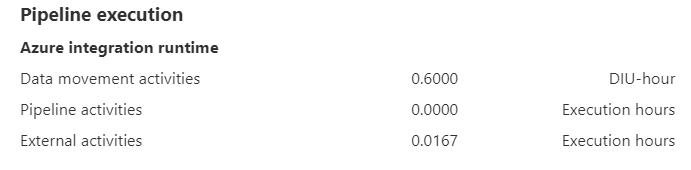 Pipeline execution
Azure integration runtime
Data movement activities 0.6000 DIU-hour
Pipeline activities 0.0000 Execution hours
External activities 0.0167 Execution hours